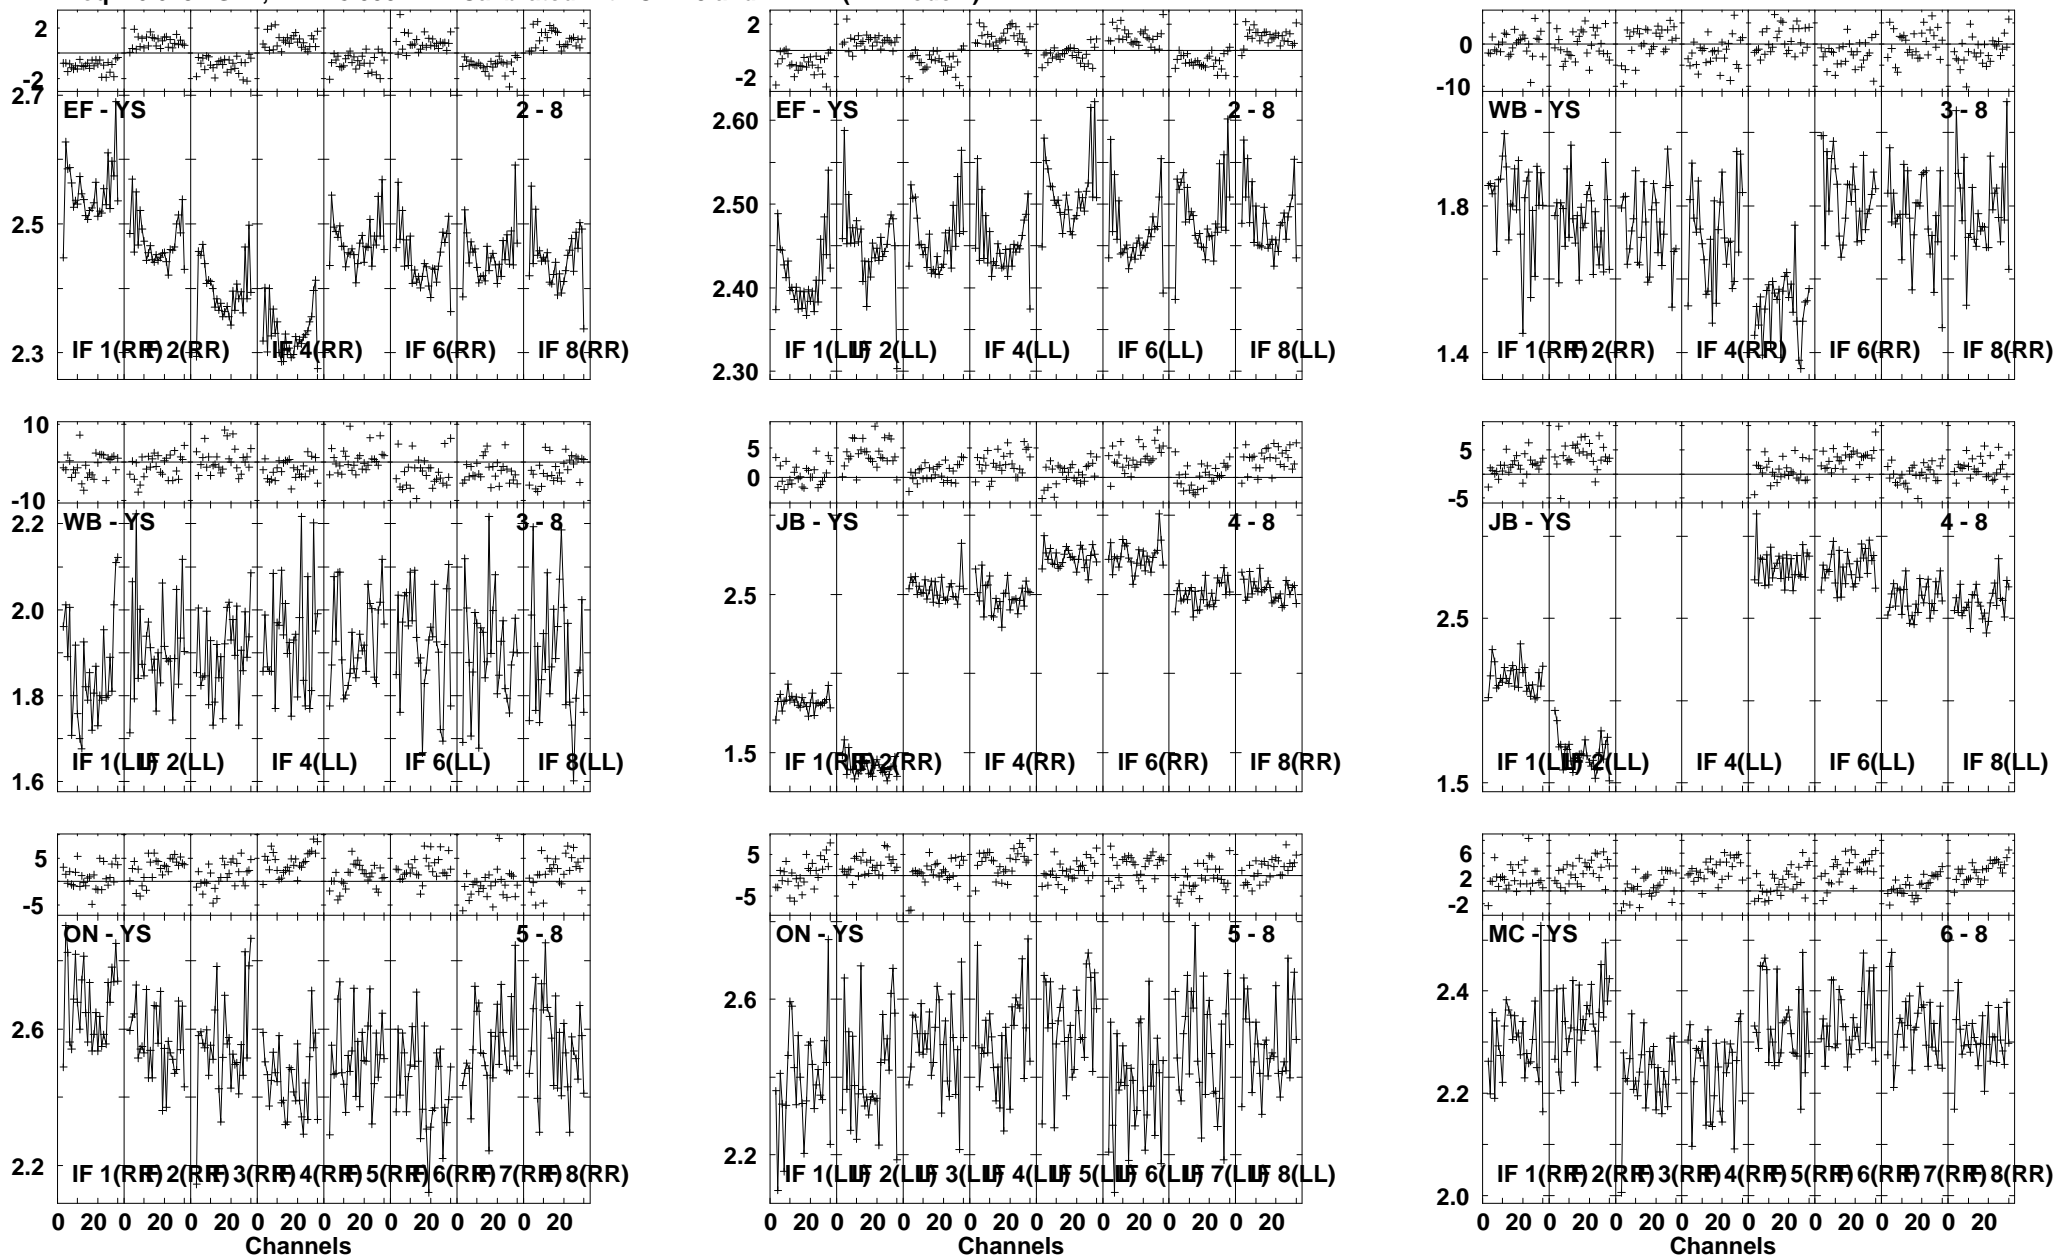 2
-2
2.7
EF - YS 2 - 8
2.5
2.3
IF 1(RR) IF 2(RR) IF 4(RR) IF 6(RR) IF 8(RR)
2
-2
2.60
EF - YS 2 - 8
2.50
2.40
2.30
IF 1(LL) IF 2(LL) IF 4(LL) IF 6(LL) IF 8(LL)
0
-10
WB - YS 3 - 8
1.8
1.4
IF 1(RR) IF 2(RR) IF 4(RR) IF 6(RR) IF 8(RR)
10
-10
2.2
WB - YS 3 - 8
2.0
1.8
1.6
IF 1(LL) IF 2(LL) IF 4(LL) IF 6(LL) IF 8(LL)
5
0
JB - YS 4 - 8
2.5
1.5
IF 1(RR) IF 2(RR) IF 4(RR) IF 6(RR) IF 8(RR)
5
-5
JB - YS 4 - 8
2.5
1.5
IF 1(LL) IF 2(LL) IF 4(LL) IF 6(LL) IF 8(LL)
5
-5
ON - YS 5 - 8
2.6
2.2
IF 1(RR) IF 2(RR) IF 3(RR) IF 4(RR) IF 5(RR) IF 6(RR) IF 7(RR) IF 8(RR)
0 20 0 20 0 20 0 20 0 20 0 20 0 20 0 20
Channels
5
-5
ON - YS 5 - 8
2.6
2.2
IF 1(LL) IF 2(LL) IF 3(LL) IF 4(LL) IF 5(LL) IF 6(LL) IF 7(LL) IF 8(LL)
0 20 0 20 0 20 0 20 0 20 0 20 0 20 0 20
Channels
6
2
-2
MC - YS 6 - 8
2.4
2.2
2.0
IF 1(RR) IF 2(RR) IF 3(RR) IF 4(RR) IF 5(RR) IF 6(RR) IF 7(RR) IF 8(RR)
0 20 0 20 0 20 0 20 0 20 0 20 0 20 0 20
Channels